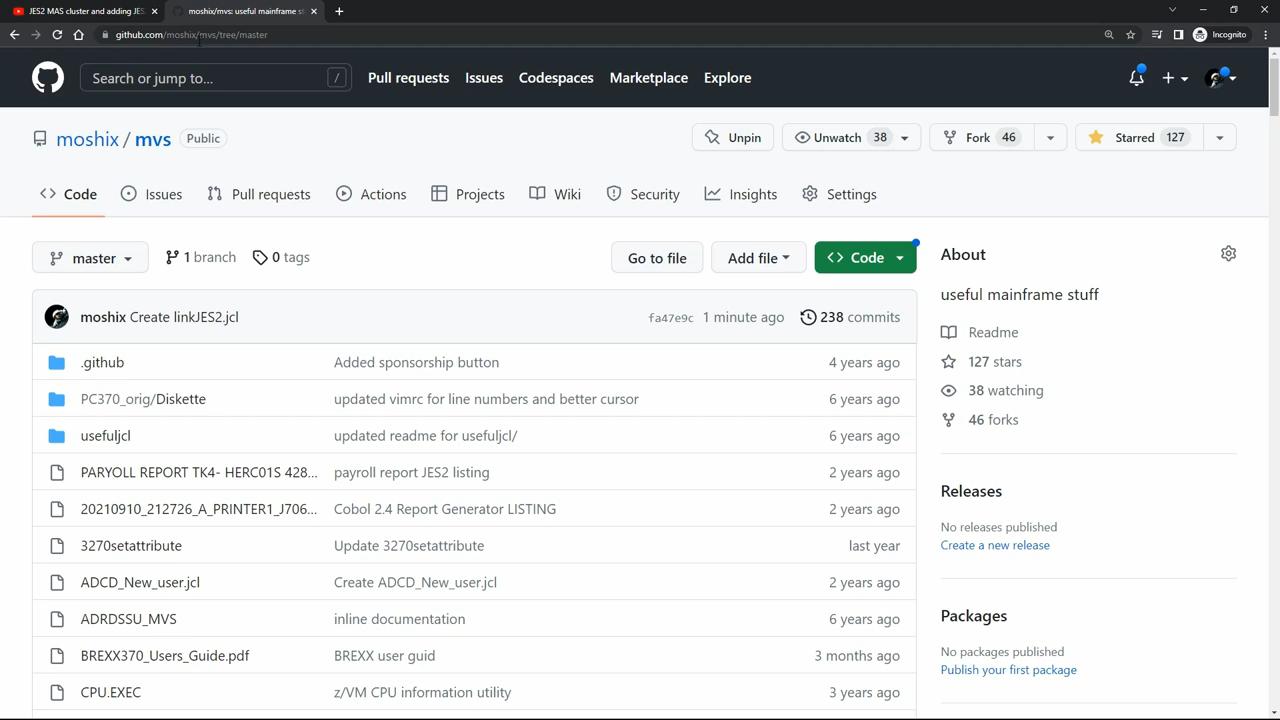 JES2 MAS cluster and adding JES
moshix/mvs: useful mainframe st
github.com/moshix/mvs/tree/master
Incognito
Search or jump to...
/
Pull requests
Issues
Codespaces
Marketplace
Explore
moshix / mvs
Public
Unpin
Unwatch 38
Fork 46
Starred 127
Code
Issues
Pull requests
Actions
Projects
Wiki
Security
Insights
Settings
master
1 branch
0 tags
Go to file
Add file
Code
moshix Create linkJES2.jcl
fa47e9c 1 minute ago
238 commits
.github
Added sponsorship button
4 years ago
PC370_orig/Diskette
updated vimrc for line numbers and better cursor
6 years ago
usefuljcl
updated readme for usefuljcl/
6 years ago
PARYOLL REPORT TK4- HERC01S 428...
payroll report JES2 listing
2 years ago
20210910_212726_A_PRINTER1_J706...
Cobol 2.4 Report Generator LISTING
2 years ago
3270setattribute
Update 3270setattribute
last year
ADCD_New_user.jcl
Create ADCD_New_user.jcl
2 years ago
ADRDSSU_MVS
inline documentation
6 years ago
BREXX370_Users_Guide.pdf
BREXX user guid
3 months ago
CPU.EXEC
z/VM CPU information utility
3 years ago
About
useful mainframe stuff
Readme
127 stars
38 watching
46 forks
Releases
No releases published
Create a new release
Packages
No packages published
Publish your first package